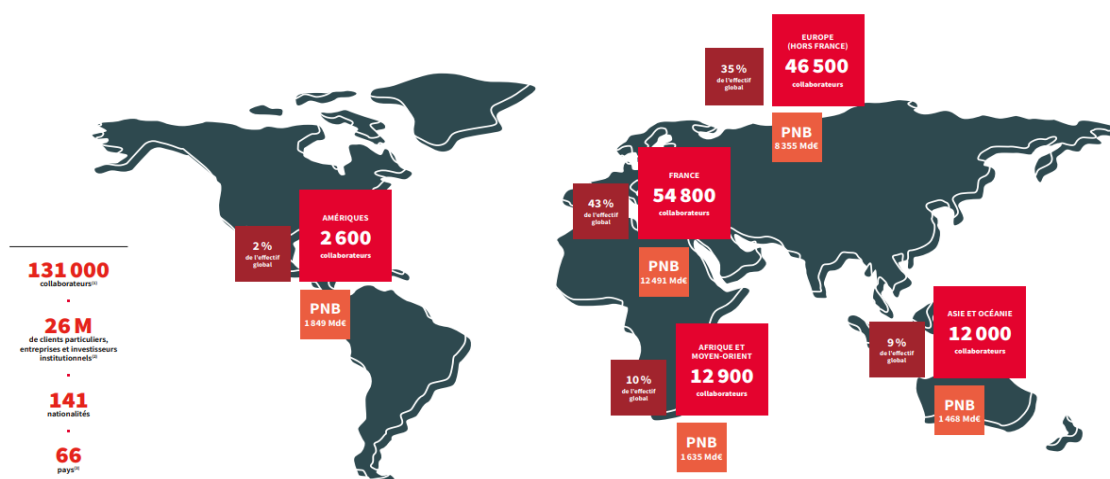 131 000
collaborateurs⁽¹⁾
26 M
de clients particuliers,
entreprises et investisseurs
institutionnels⁽²⁾
141
nationalités
66
pays⁽³⁾
2 %
de l'effectif
global
AMÉRIQUES
2 600
collaborateurs
PNB
1 849 Md€
35 %
de l'effectif
global
EUROPE
(HORS FRANCE)
46 500
collaborateurs
PNB
8 355 Md€
43 %
de l'effectif
global
FRANCE
54 800
collaborateurs
PNB
12 491 Md€
10 %
de l'effectif
global
AFRIQUE ET
MOYEN-ORIENT
12 900
collaborateurs
PNB
1 635 Md€
9 %
de l'effectif
global
ASIE ET OCÉANIE
12 000
collaborateurs
PNB
1 468 Md€